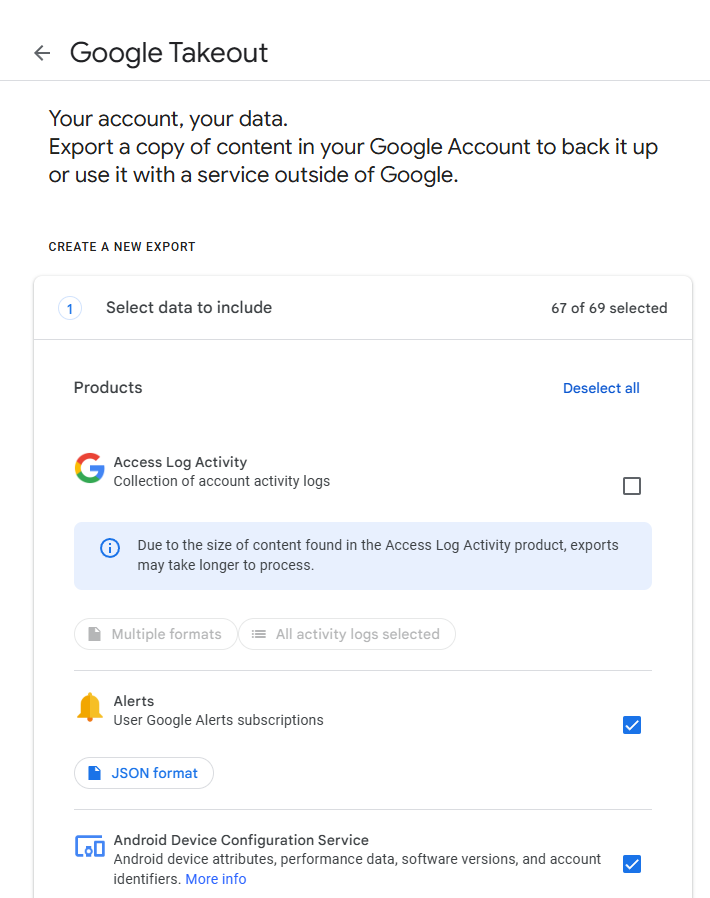 Google Takeout
Your account, your data.
Export a copy of content in your Google Account to back it up
or use it with a service outside of Google.
CREATE A NEW EXPORT
1 Select data to include 67 of 69 selected
Products Deselect all
Access Log Activity
Collection of account activity logs
Due to the size of content found in the Access Log Activity product, exports
may take longer to process.
Multiple formats All activity logs selected
Alerts
User Google Alerts subscriptions
JSON format
Android Device Configuration Service
Android device attributes, performance data, software versions, and account
identifiers. More info